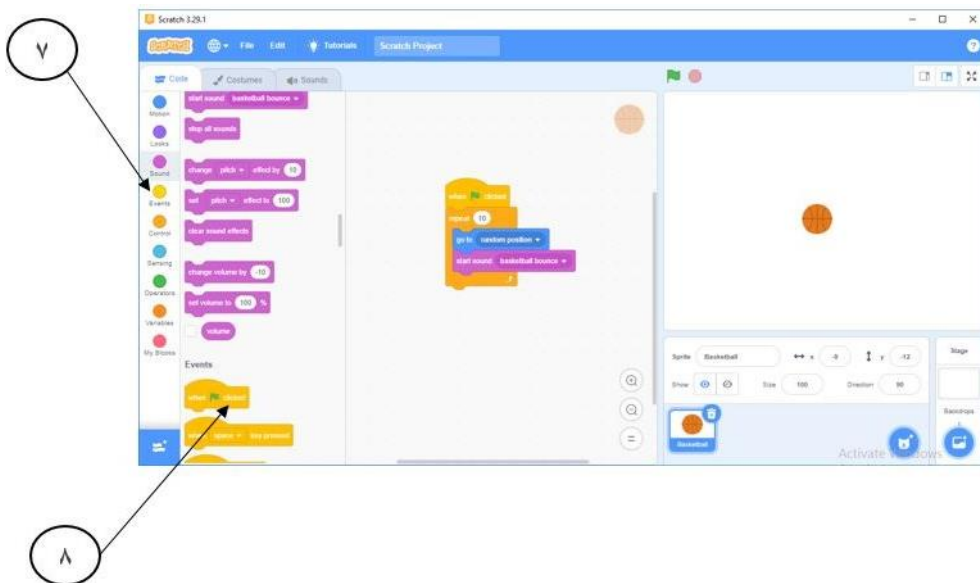 Scratch 3.29.1
SCRATCH
File Edit Tutorials Scratch Project
Code Costumes Sounds
٧
Motion
Looks
Sound
Events
Control
Sensing
Operators
Variables
My Blocks
start sound basketball bounce
stop all sounds
change pitch effect by 10
set pitch effect to 100
clear sound effects
change volume by -10
set volume to 100 %
volume
Events
when clicked
when space key pressed
when clicked
repeat 10
go to random position
start sound basketball bounce
Sprite Basketball x -9 y -12
Show Size 100 Direction 90
Basketball
Stage
Backdrops
Activate Windows
٨